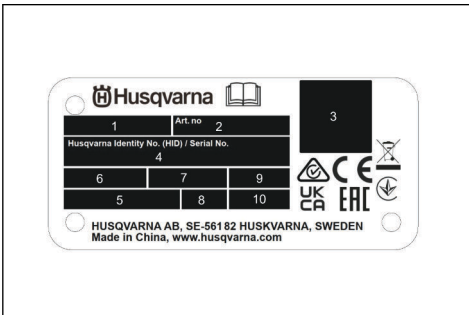 Husqvarna
1
Art. no
2
3
Husqvarna Identity No. (HID) / Serial No.
4
6
7
9
5
8
10
CE
UK
CA
EAC
HUSQVARNA AB, SE-561 82 HUSKVARNA, SWEDEN
Made in China, www.husqvarna.com